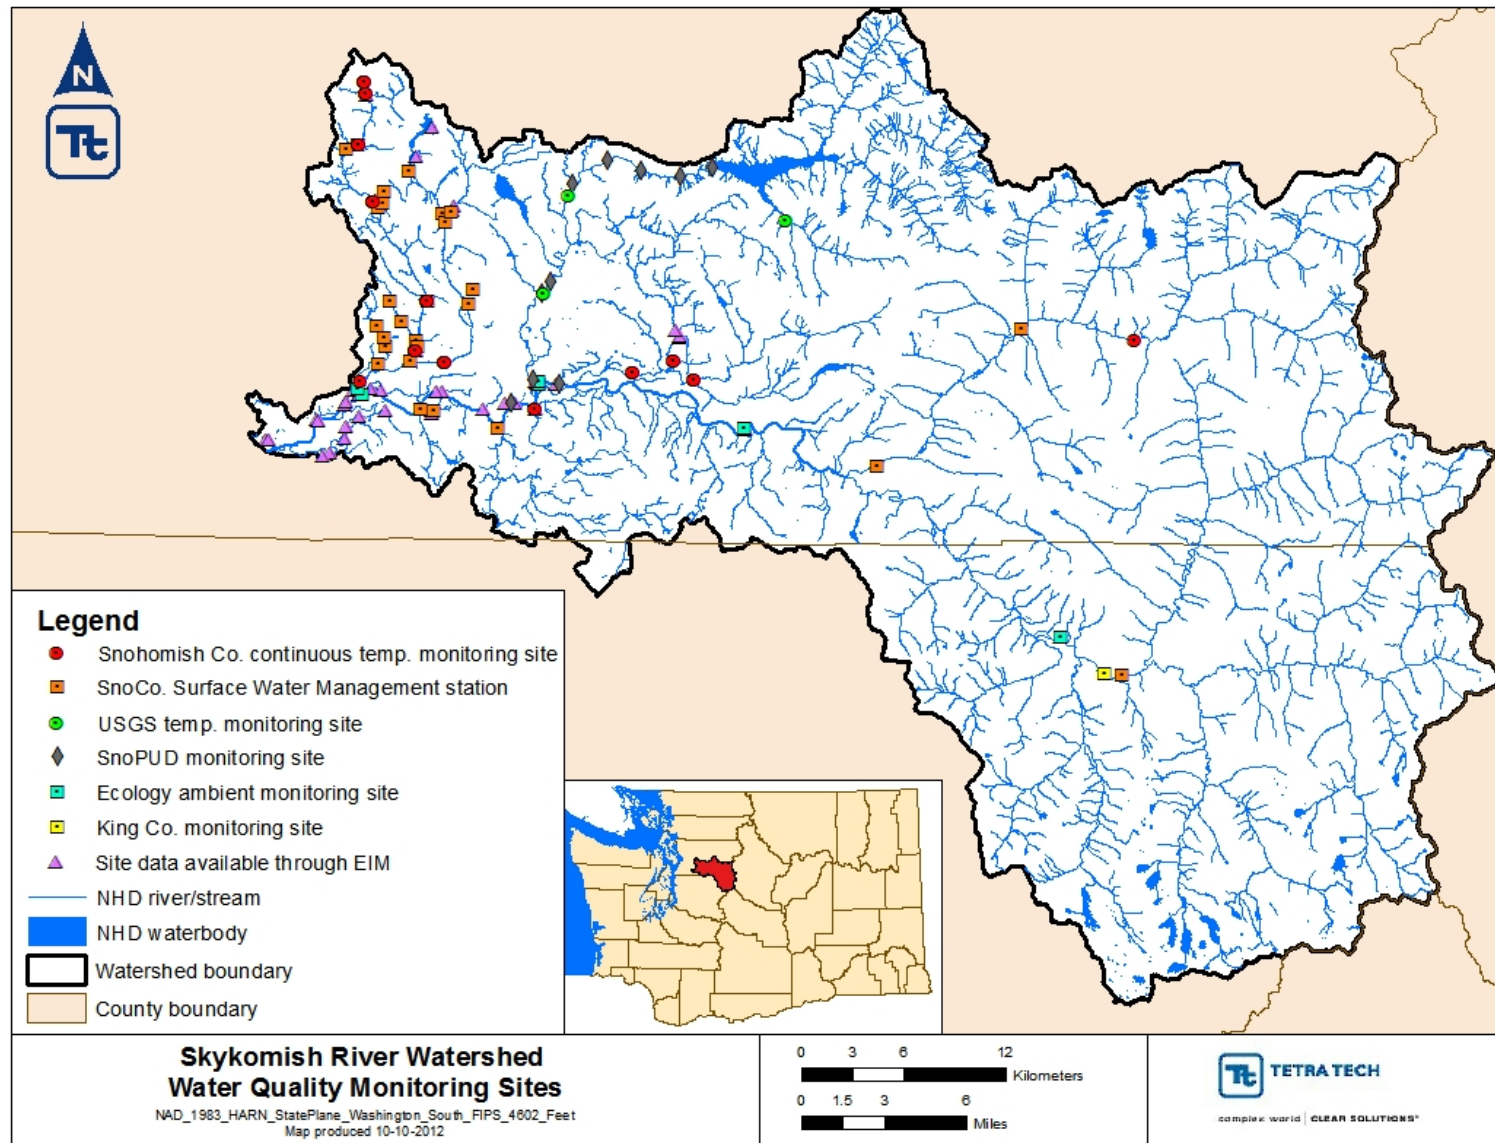 N
Tt
Legend
Snohomish Co. continuous temp. monitoring site
SnoCo. Surface Water Management station
USGS temp. monitoring site
SnoPUD monitoring site
Ecology ambient monitoring site
King Co. monitoring site
Site data available through EIM
NHD river/stream
NHD waterbody
Watershed boundary
County boundary
Skykomish River Watershed
Water Quality Monitoring Sites
NAD_1983_HARN_StatePlane_Washington_South_FIPS_4602_Feet
Map produced 10-10-2012
0 3 6 12
Kilometers
0 1.5 3 6
Miles
Tt TETRA TECH
complex world | CLEAR SOLUTIONS™